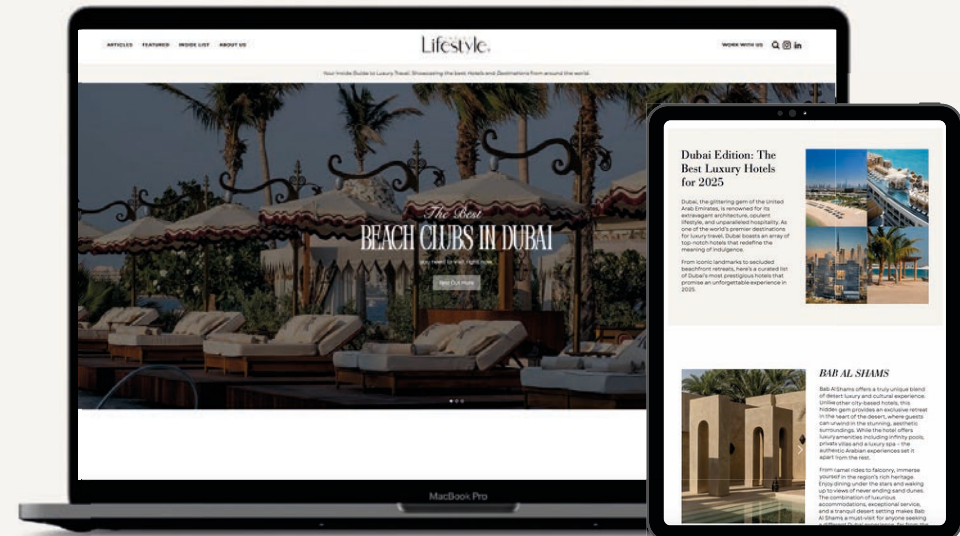 ARTICLES FEATURED INSIDE LIST ABOUT US
Lifestyle.
WORK WITH US
in
Your Inside Guide to Luxury Travel. Showcasing the best Hotels and Destinations from around the world.
The Best
BEACH CLUBS IN DUBAI
you need to visit right now.
Find Out More
MacBook Pro
Dubai Edition: The
Best Luxury Hotels
for 2025
Dubai, the glittering gem of the United
Arab Emirates, is renowned for its
extravagant architecture, opulent
lifestyle, and unparalleled hospitality. As
one of the world's premier destinations
for luxury travel, Dubai boasts an array of
top-notch hotels that redefine the
meaning of indulgence.
From iconic landmarks to secluded
beachfront retreats, here's a curated list
of Dubai's most prestigious hotels that
promise an unforgettable experience in
2025.
BAB AL SHAMS
Bab Al Shams offers a truly unique blend
of desert luxury and cultural experience.
Unlike other city-based hotels, this
hidden gem provides an exclusive retreat
in the heart of the desert, where guests
can unwind in the stunning, aesthetic
surroundings. While the hotel offers
luxury amenities including infinity pools,
private villas and a luxury spa – the
authentic Arabian experiences set it
apart from the rest.
From camel rides to falconry, immerse
yourself in the region's rich heritage.
Enjoy dining under the stars and waking
up to views of never ending sand dunes.
The combination of luxurious
accommodations, exceptional service,
and a tranquil desert setting makes Bab
Al Shams a must-visit for anyone seeking